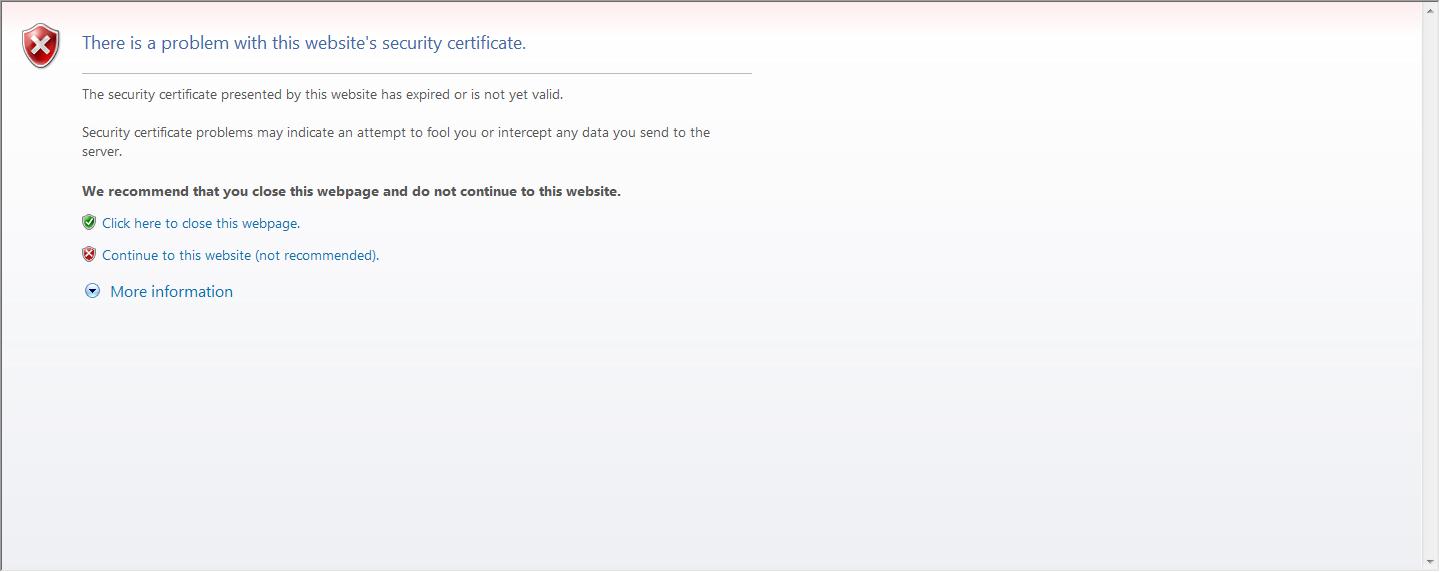 There is a problem with this website's security certificate.
The security certificate presented by this website has expired or is not yet valid.
Security certificate problems may indicate an attempt to fool you or intercept any data you send to the
server.
We recommend that you close this webpage and do not continue to this website.
Click here to close this webpage.
Continue to this website (not recommended).
More information